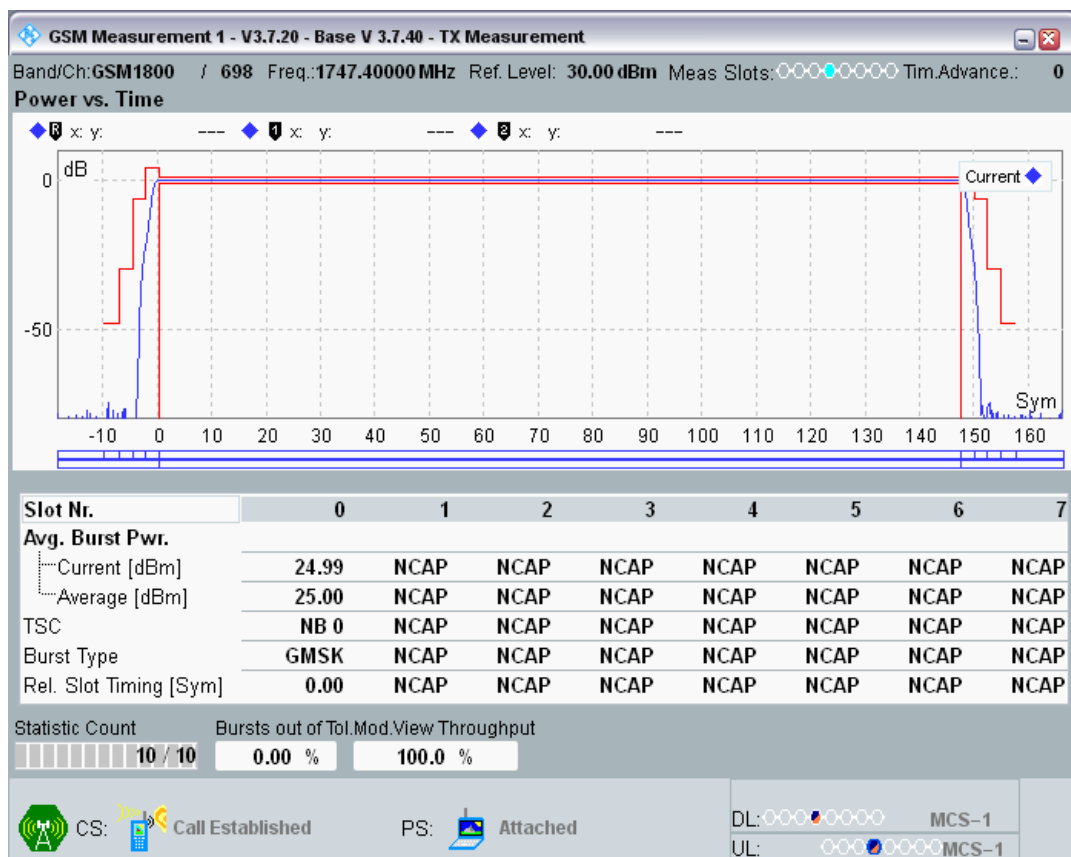 GSM Measurement 1 - V3.7.20 - Base V 3.7.40 - TX Measurement
Band/Ch:GSM1800 / 698 Freq.:1747.40000 MHz Ref. Level: 30.00 dBm Meas Slots: Tim.Advance.: 0
Power vs. Time
R x: y: --- 1 x: y: --- 2 x: y: ---
dB
Current
0
-50
Sym
-10 0 10 20 30 40 50 60 70 80 90 100 110 120 130 140 150 160
Slot Nr. 0 1 2 3 4 5 6 7
Avg. Burst Pwr.
Current [dBm] 24.99 NCAP NCAP NCAP NCAP NCAP NCAP NCAP
Average [dBm] 25.00 NCAP NCAP NCAP NCAP NCAP NCAP NCAP
TSC NB 0 NCAP NCAP NCAP NCAP NCAP NCAP NCAP
Burst Type GMSK NCAP NCAP NCAP NCAP NCAP NCAP NCAP
Rel. Slot Timing [Sym] 0.00 NCAP NCAP NCAP NCAP NCAP NCAP NCAP
Statistic Count Bursts out of Tol.Mod.View Throughput
10 / 10 0.00 % 100.0 %
CS: Call Established PS: Attached DL: MCS-1
UL: MCS-1